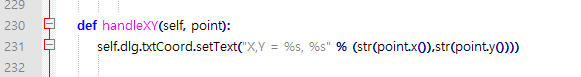 229
230 def handleXY(self, point):
231 self.dlg.txtCoord.setText("X,Y = %s, %s" % (str(point.x()),str(point.y())))
232